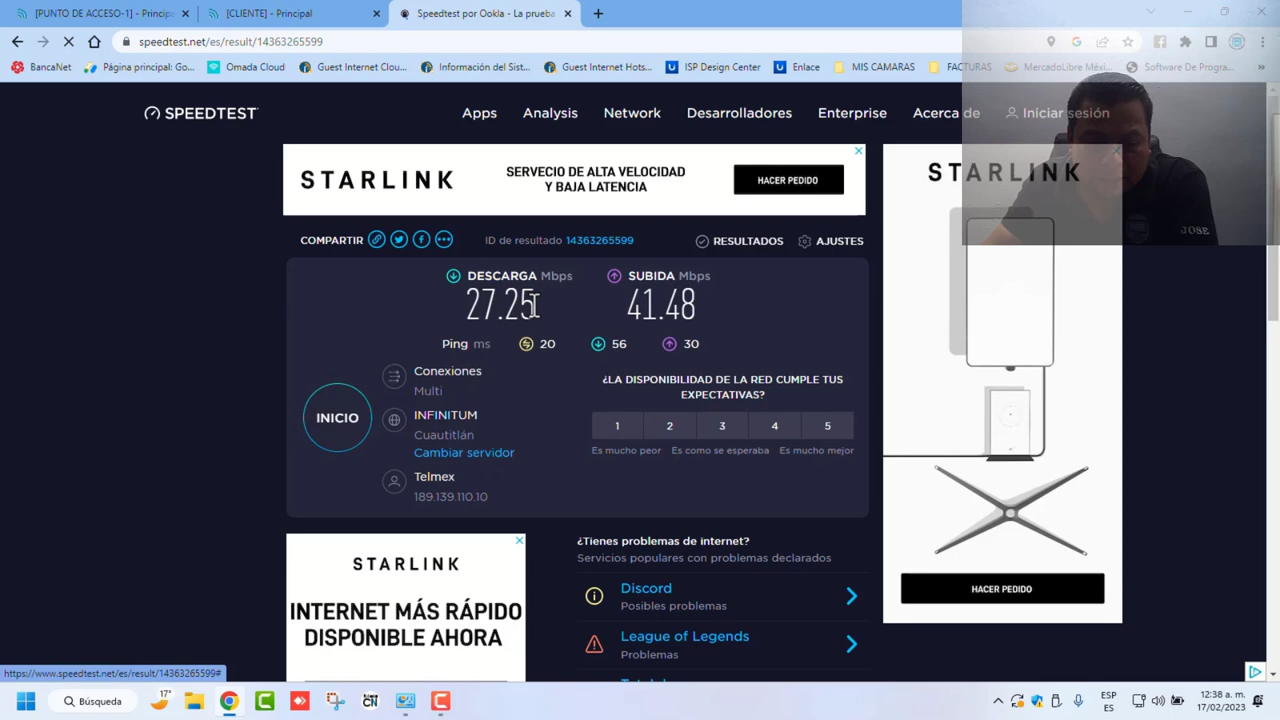 [PUNTO DE ACCESO-1] - Principal
[CLIENTE] - Principal
Speedtest por Ookla - La prueba
speedtest.net/es/result/14363265599
BancaNet
Página principal: Go...
Omada Cloud
Guest Internet Clou...
Información del Sist...
Guest Internet Hots...
ISP Design Center
Enlace
MIS CAMARAS
FACTURAS
MercadoLibre Méxi...
Software De Progra...
»
SPEEDTEST
Apps
Analysis
Network
Desarrolladores
Enterprise
Acerca de
Iniciar sesión
STARLINK
SERVECIO DE ALTA VELOCIDAD
Y BAJA LATENCIA
HACER PEDIDO
STARLINK
JOSE
COMPARTIR
ID de resultado 14363265599
RESULTADOS
AJUSTES
DESCARGA Mbps
27.25
SUBIDA Mbps
41.48
Ping ms
20
56
30
Conexiones
Multi
INFINITUM
Cuautitlán
Cambiar servidor
Telmex
189.139.110.10
INICIO
¿LA DISPONIBILIDAD DE LA RED CUMPLE TUS
EXPECTATIVAS?
1 2 3 4 5
Es mucho peor
Es como se esperaba
Es mucho mejor
STARLINK
INTERNET MÁS RÁPIDO
DISPONIBLE AHORA
¿Tienes problemas de internet?
Servicios populares con problemas declarados
Discord
Posibles problemas
League of Legends
Problemas
HACER PEDIDO
https://www.speedtest.net/es/result/14363265599#
Búsqueda
17°
CN
ESP
ES
12:38 a. m.
17/02/2023